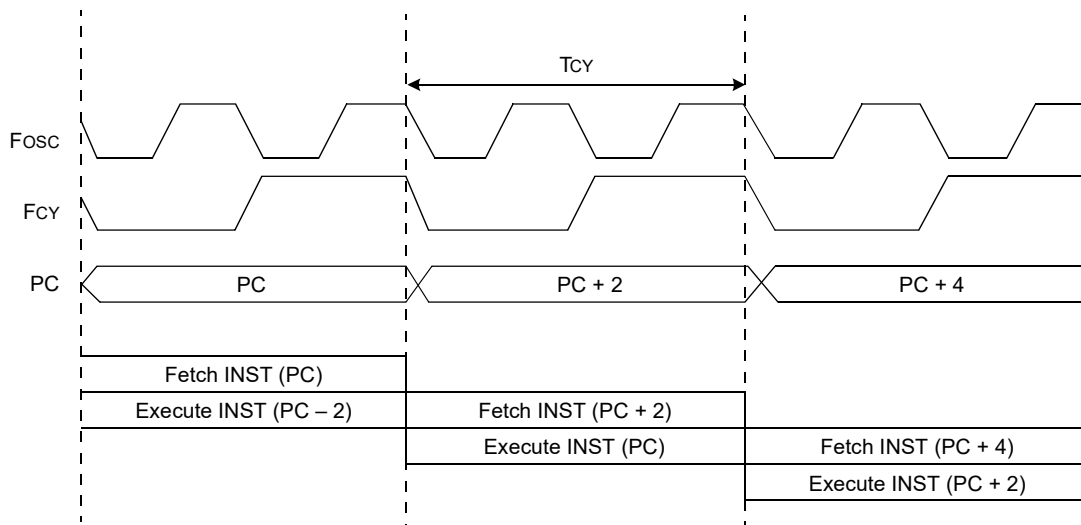 TCY
FOSC
FCY
PC
PC
PC + 2
PC + 4
Fetch INST (PC)
Execute INST (PC – 2)
Fetch INST (PC + 2)
Execute INST (PC)
Fetch INST (PC + 4)
Execute INST (PC + 2)